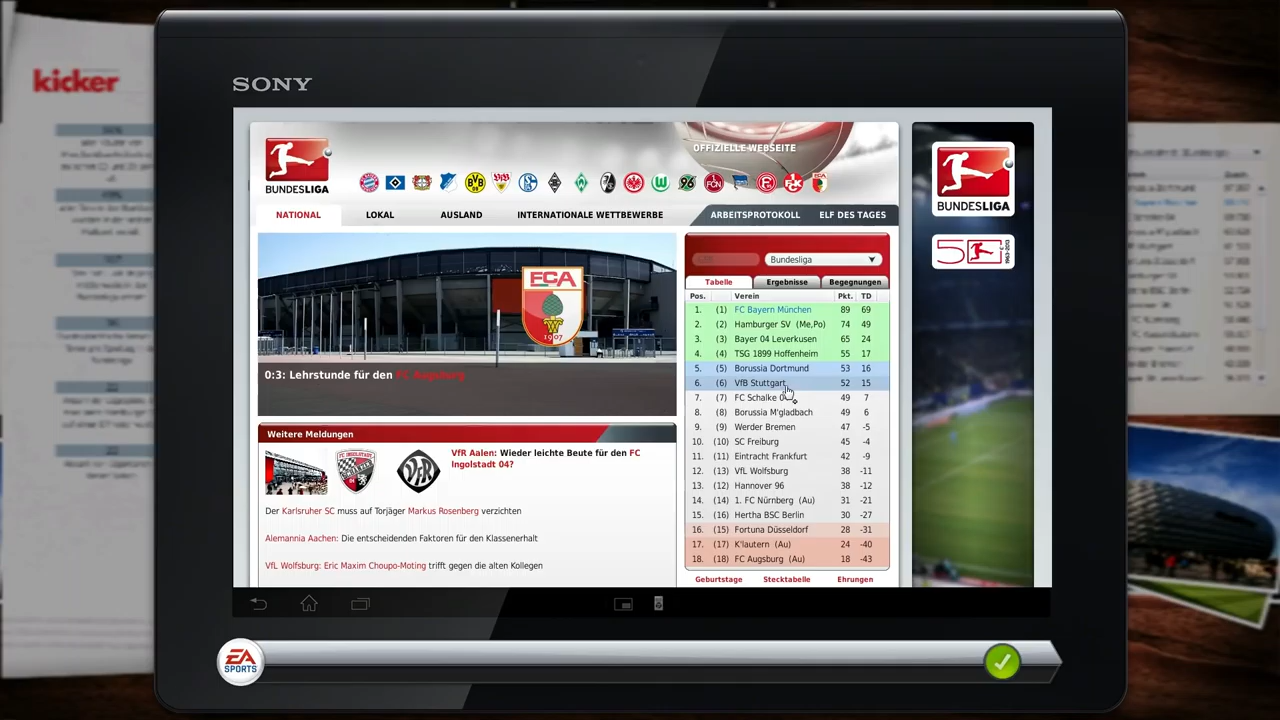 kicker
SONY
BUNDESLIGA
OFFIZIELLE WEBSEITE
NATIONAL LOKAL AUSLAND INTERNATIONALE WETTBEWERBE ARBEITSPROTOKOLL ELF DES TAGES
FCA
1907
0:3: Lehrstunde für den FC Augsburg
Weitere Meldungen
VfR Aalen: Wieder leichte Beute für den FC
Ingolstadt 04?
Der Karlsruher SC muss auf Torjäger Markus Rosenberg verzichten
Alemannia Aachen: Die entscheidenden Faktoren für den Klassenerhalt
VfL Wolfsburg: Eric Maxim Choupo-Moting trifft gegen die alten Kollegen
Bundesliga
Tabelle Ergebnisse Begegnungen
Pos. Verein Pkt. TD
1. (1) FC Bayern München 89 69
2. (2) Hamburger SV (Me,Po) 74 49
3. (3) Bayer 04 Leverkusen 65 24
4. (4) TSG 1899 Hoffenheim 55 17
5. (5) Borussia Dortmund 53 16
6. (6) VfB Stuttgart 52 15
7. (7) FC Schalke 49 7
8. (8) Borussia M'gladbach 49 6
9. (9) Werder Bremen 47 -5
10. (10) SC Freiburg 45 -4
11. (11) Eintracht Frankfurt 42 -9
12. (13) VfL Wolfsburg 38 -11
13. (12) Hannover 96 38 -12
14. (14) 1. FC Nürnberg (Au) 31 -21
15. (16) Hertha BSC Berlin 30 -27
16. (15) Fortuna Düsseldorf 28 -31
17. (17) K'lautern (Au) 24 -40
18. (18) FC Augsburg (Au) 18 -43
Geburtstage Stecktabelle Ehrungen
BUNDESLIGA
50
EA
SPORTS